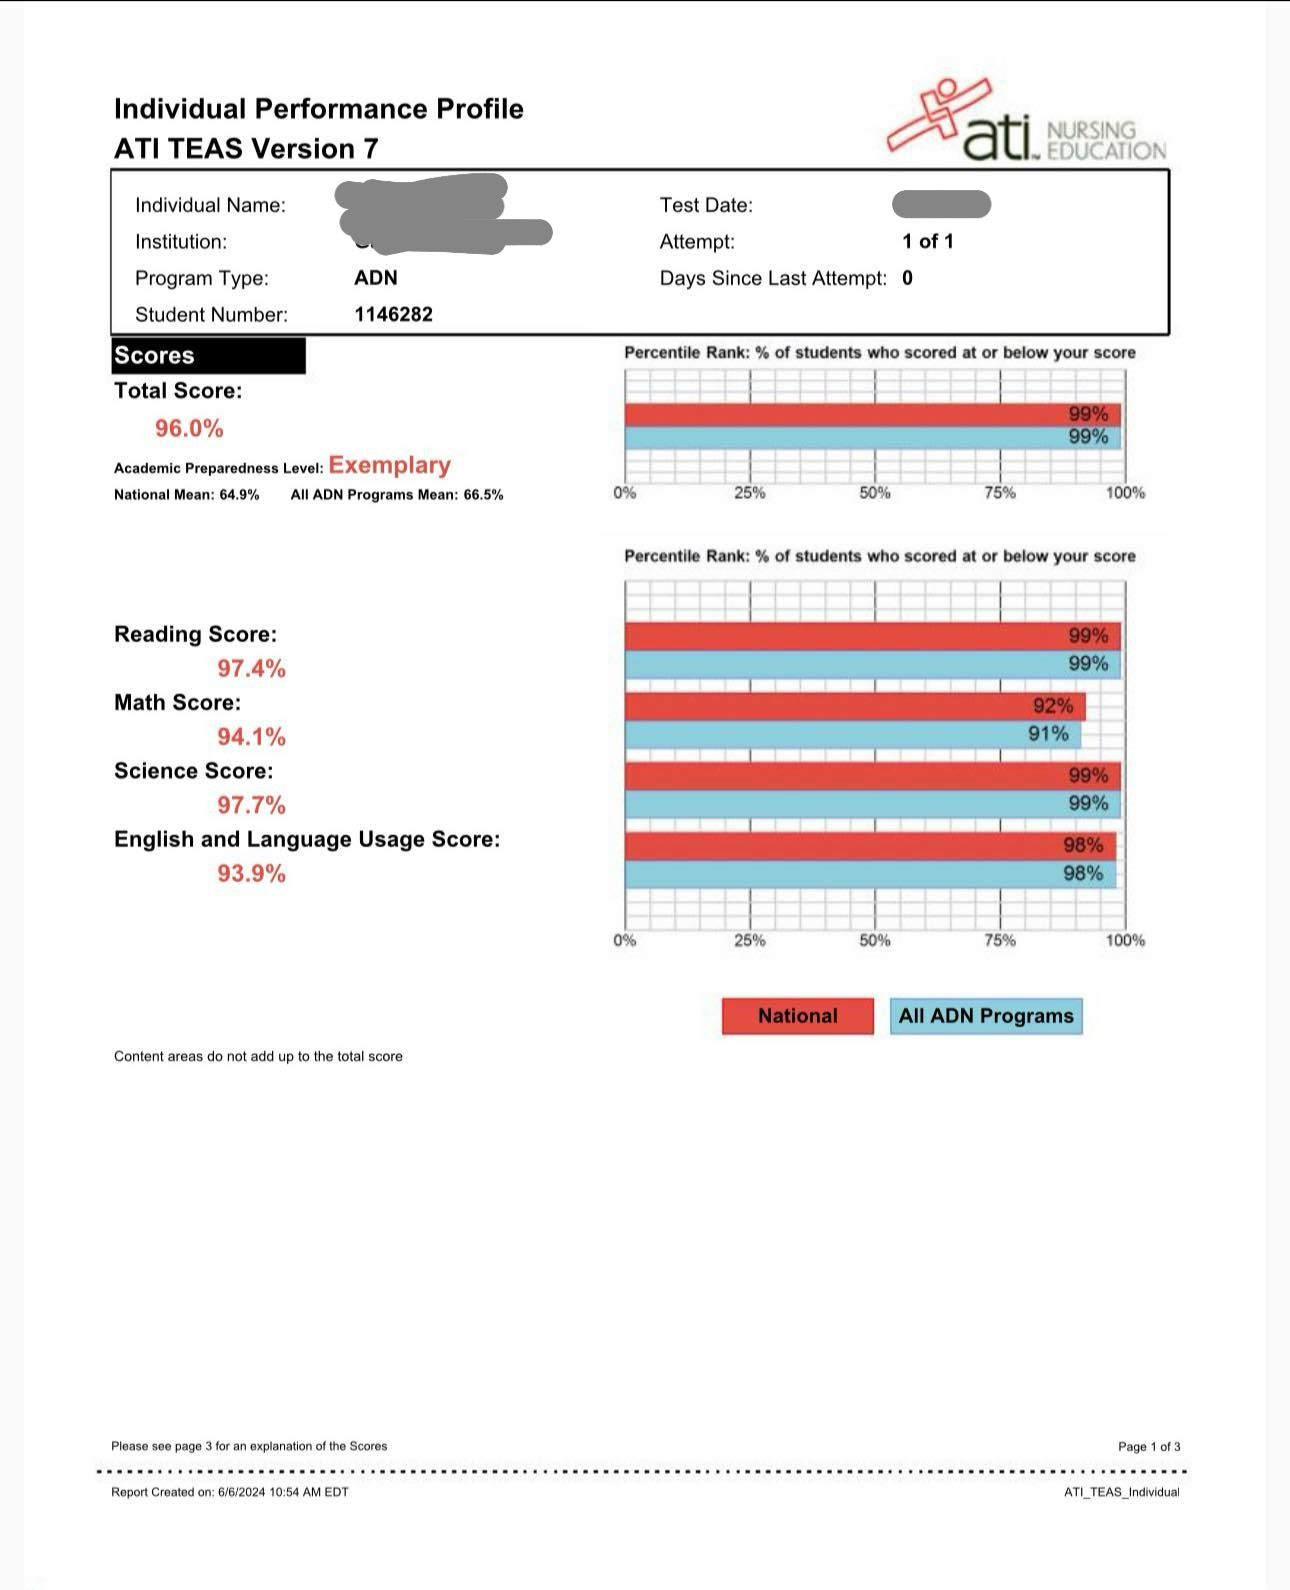 Individual Performance Profile
ATI TEAS Version 7
ati NURSING EDUCATION
Individual Name:
Institution:
Program Type: ADN
Student Number: 1146282
Test Date:
Attempt: 1 of 1
Days Since Last Attempt: 0
Scores
Total Score:
96.0%
Academic Preparedness Level: Exemplary
National Mean: 64.9% All ADN Programs Mean: 66.5%
Percentile Rank: % of students who scored at or below your score
99%
99%
0% 25% 50% 75% 100%
Reading Score:
97.4%
Math Score:
94.1%
Science Score:
97.7%
English and Language Usage Score:
93.9%
Percentile Rank: % of students who scored at or below your score
99%
99%
92%
91%
99%
99%
98%
98%
0% 25% 50% 75% 100%
National All ADN Programs
Content areas do not add up to the total score
Please see page 3 for an explanation of the Scores
Page 1 of 3
Report Created on: 6/6/2024 10:54 AM EDT
ATI_TEAS_Individual